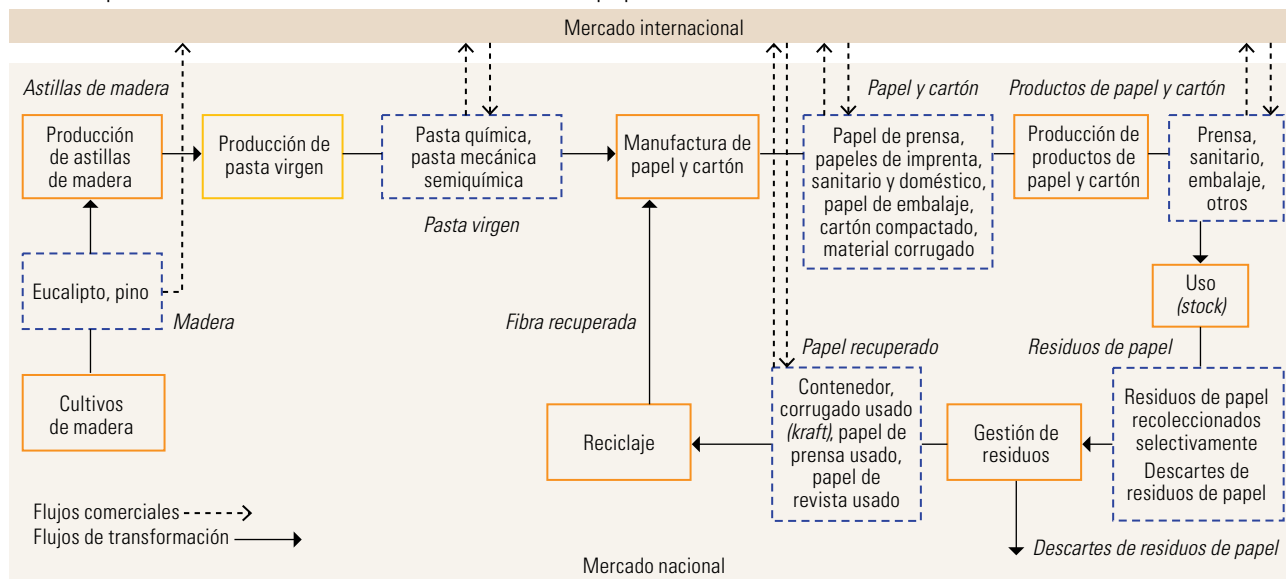 Mercado internacional
Astillas de madera
Papel y cartón
Productos de papel y cartón
Producción
de astillas
de madera
Producción de
pasta virgen
Pasta química,
pasta mecánica
semiquímica
Pasta virgen
Manufactura de
papel y cartón
Papel de prensa,
papeles de imprenta,
sanitario y doméstico,
papel de embalaje,
cartón compactado,
material corrugado
Producción de
productos de
papel y cartón
Prensa,
sanitario,
embalaje,
otros
Eucalipto, pino
Madera
Fibra recuperada
Uso
(stock)
Papel recuperado
Residuos de papel
Cultivos
de madera
Reciclaje
Contenedor,
corrugado usado
(kraft), papel de
prensa usado,
papel de
revista usado
Gestión de
residuos
Residuos de papel
recoleccionados
selectivamente
Descartes de
residuos de papel
Flujos comerciales
Flujos de transformación
Descartes de residuos de papel
Mercado nacional